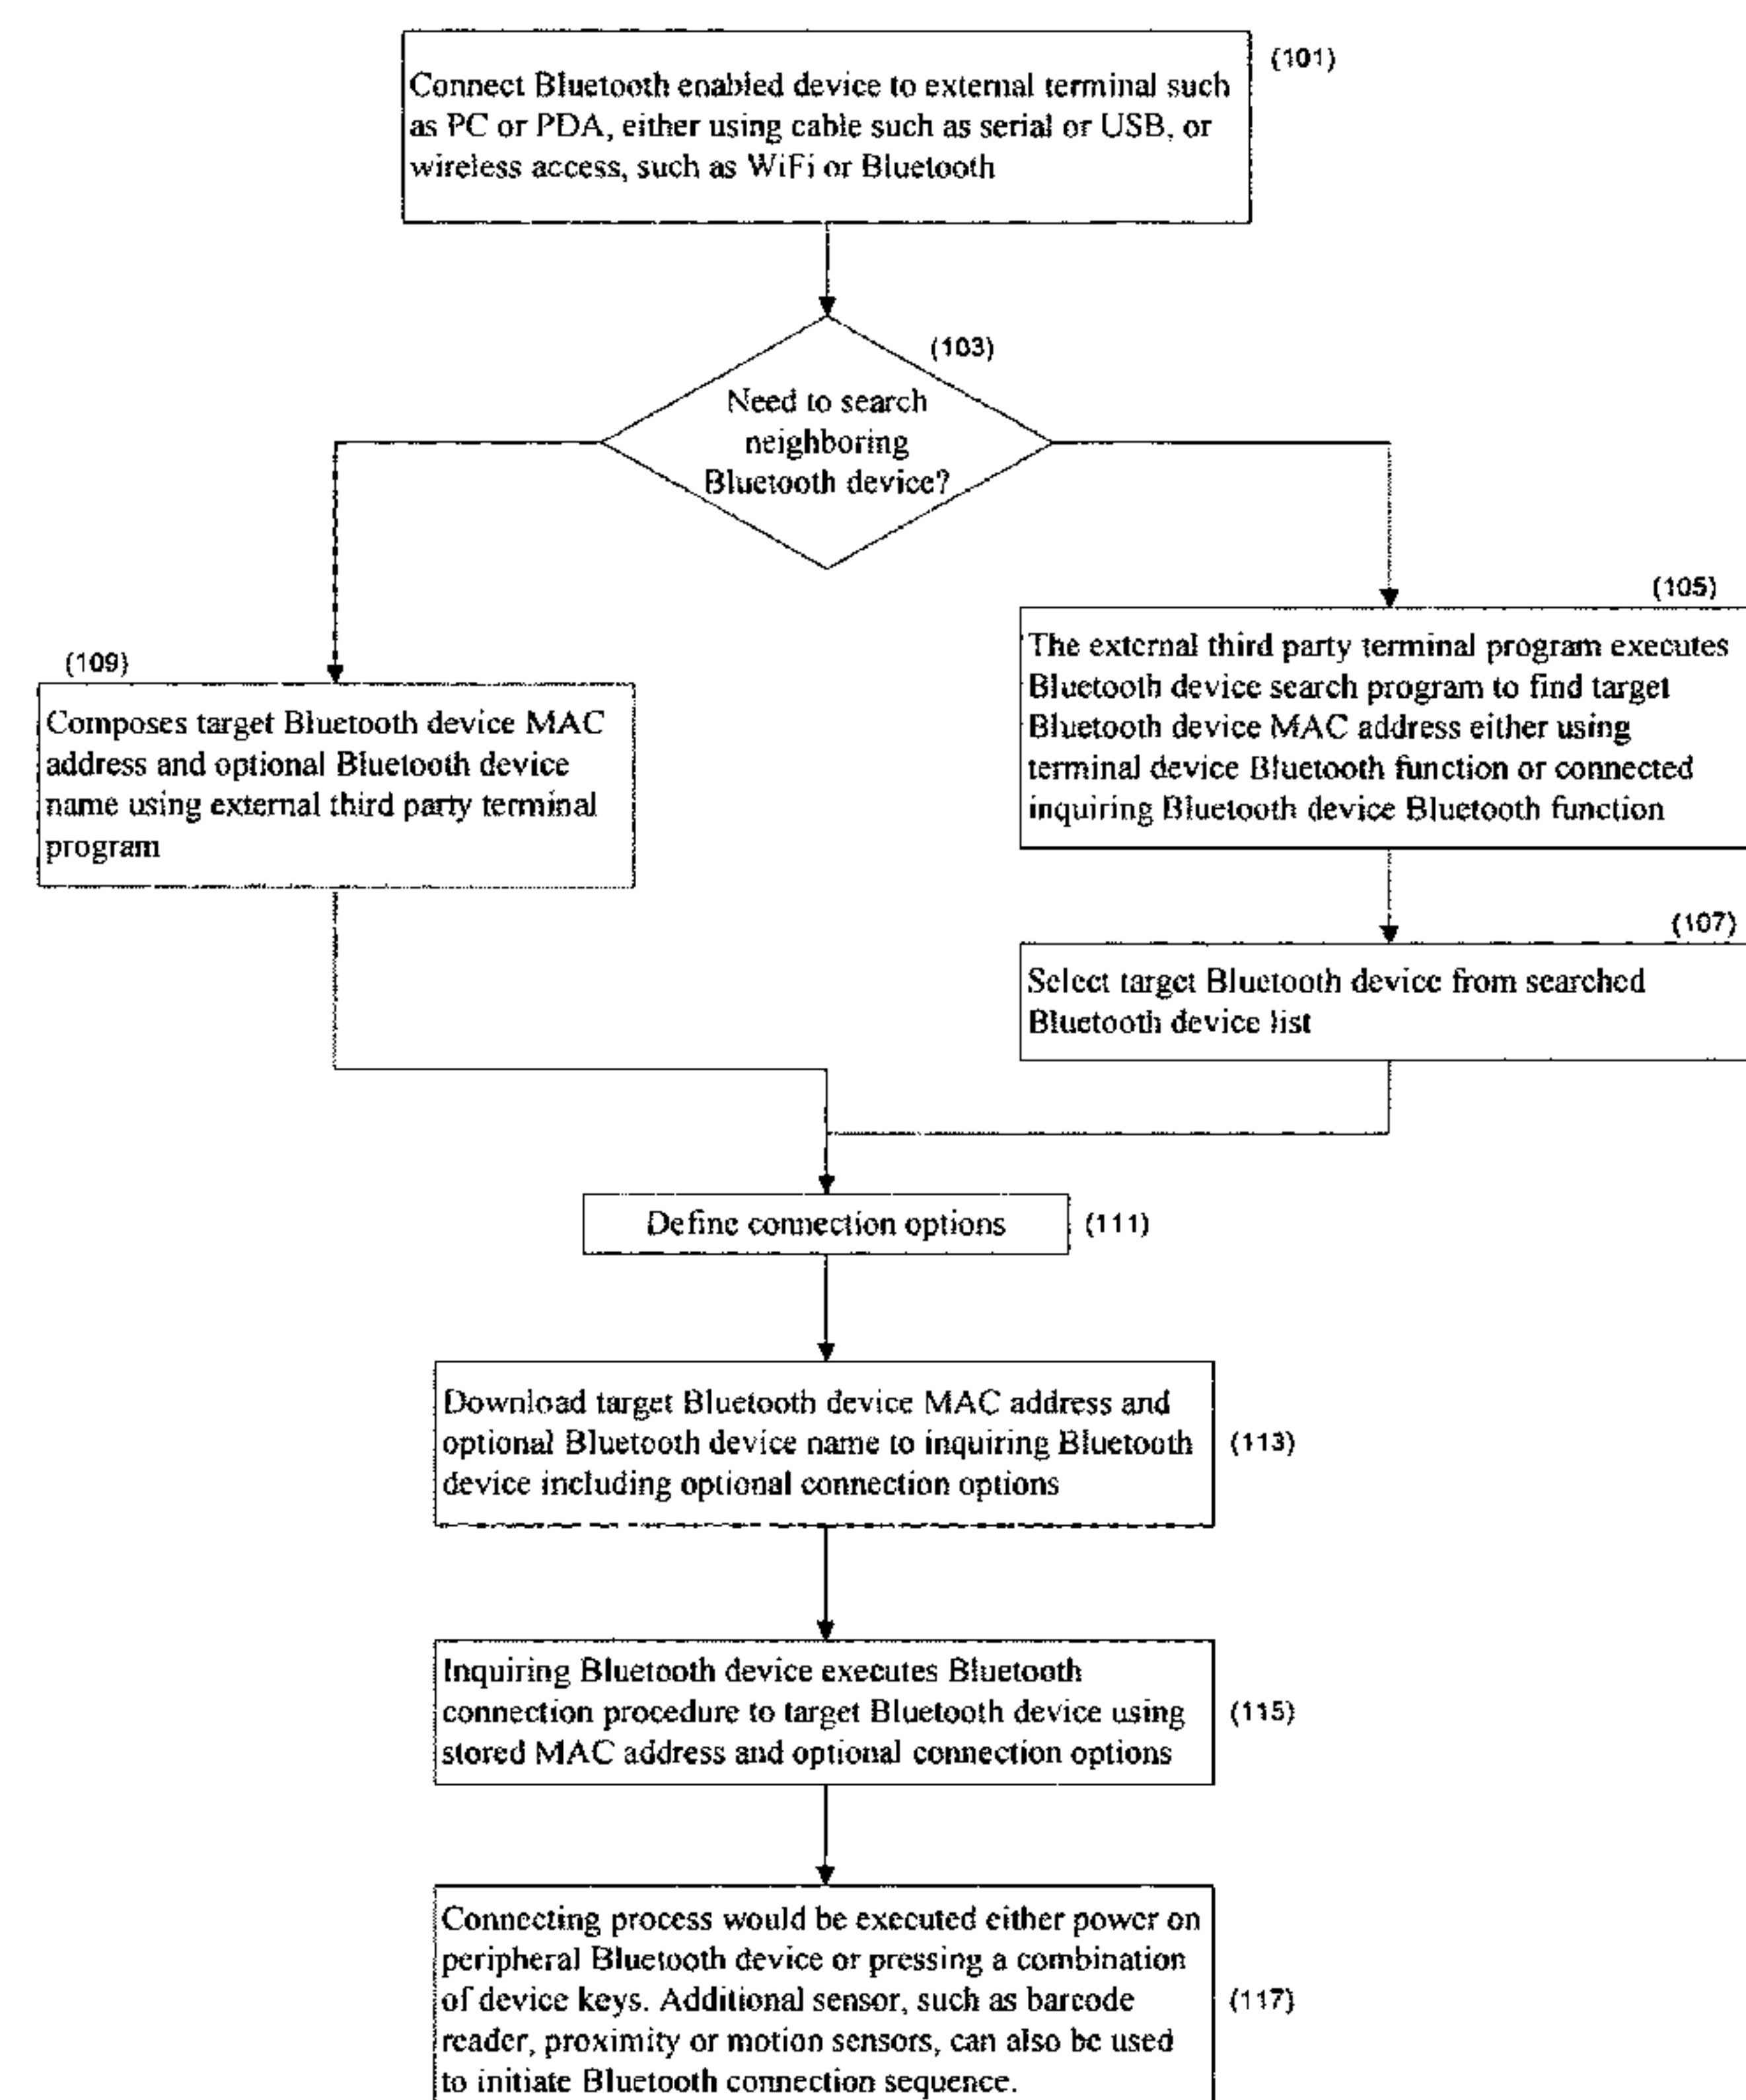 (101)
Connect Bluetooth enabled device to external terminal such
as PC or PDA, either using cable such as serial or USB, or
wireless access, such as WiFi or Bluetooth
(103)
Need to search
neighboring
Bluetooth device?
(105)
The external third party terminal program executes
Bluetooth device search program to find target
Bluetooth device MAC address either using
terminal device Bluetooth function or connected
inquiring Bluetooth device Bluetooth function
(109)
Composes target Bluetooth device MAC
address and optional Bluetooth device
name using external third party terminal
program
(107)
Select target Bluetooth device from searched
Bluetooth device list
Define connection options
(111)
Download target Bluetooth device MAC address and
optional Bluetooth device name to inquiring Bluetooth
device including optional connection options
(113)
Inquiring Bluetooth device executes Bluetooth
connection procedure to target Bluetooth device using
stored MAC address and optional connection options
(115)
Connecting process would be executed either power on
peripheral Bluetooth device or pressing a combination
of device keys. Additional sensor, such as barcode
reader, proximity or motion sensors, can also be used
to initiate Bluetooth connection sequence.
(117)